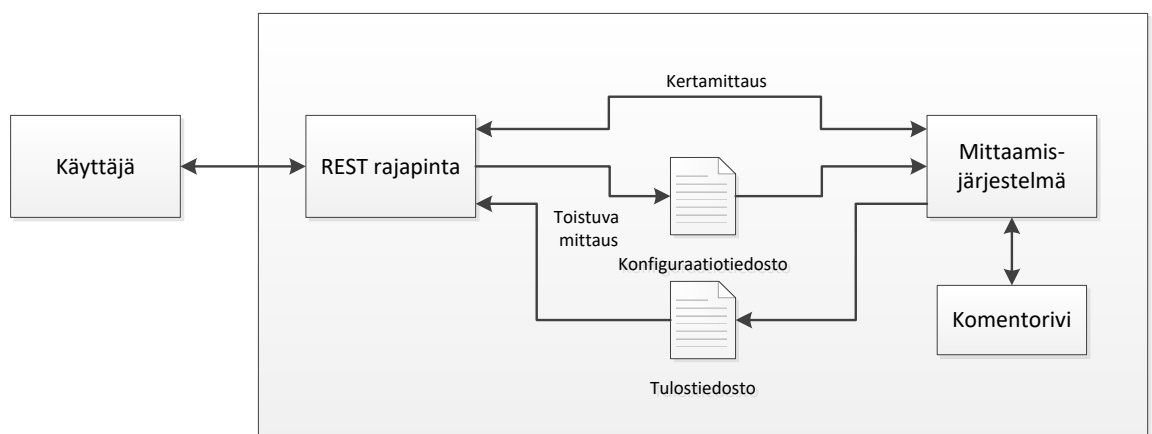 Kertamittaus
Käyttäjä
REST rajapinta
Mittaamis-
järjestelmä
Toistuva
mittaus
Konfiguraatiotiedosto
Komentorivi
Tulostiedosto